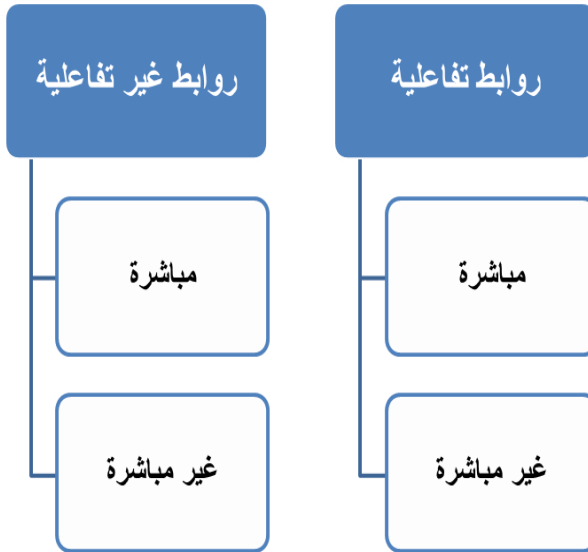 روابط تفاعلية
مباشرة
غير مباشرة
روابط غير تفاعلية
مباشرة
غير مباشرة